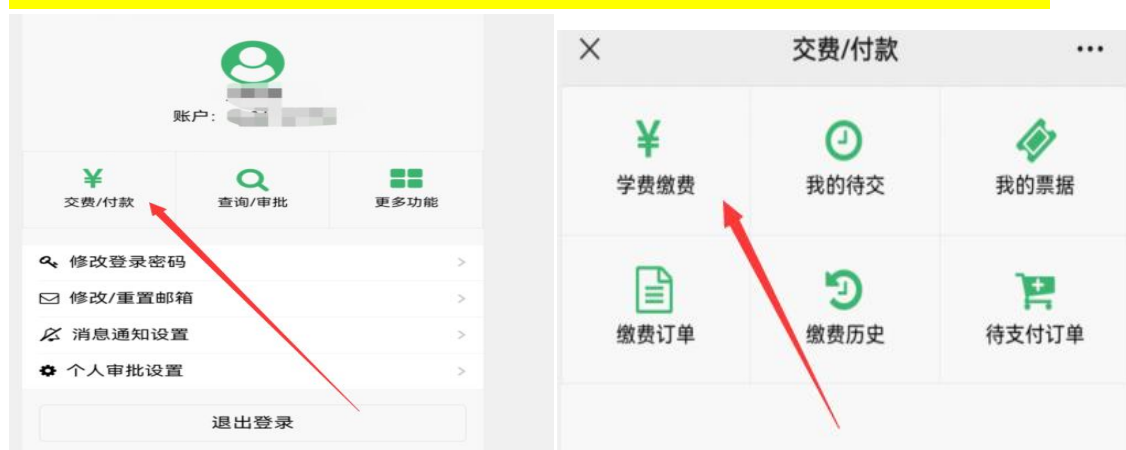 账户:
交费/付款
查询/审批
更多功能
修改登录密码
修改/重置邮箱
消息通知设置
个人审批设置
退出登录
交费/付款
学费缴费
我的待交
我的票据
缴费订单
缴费历史
待支付订单